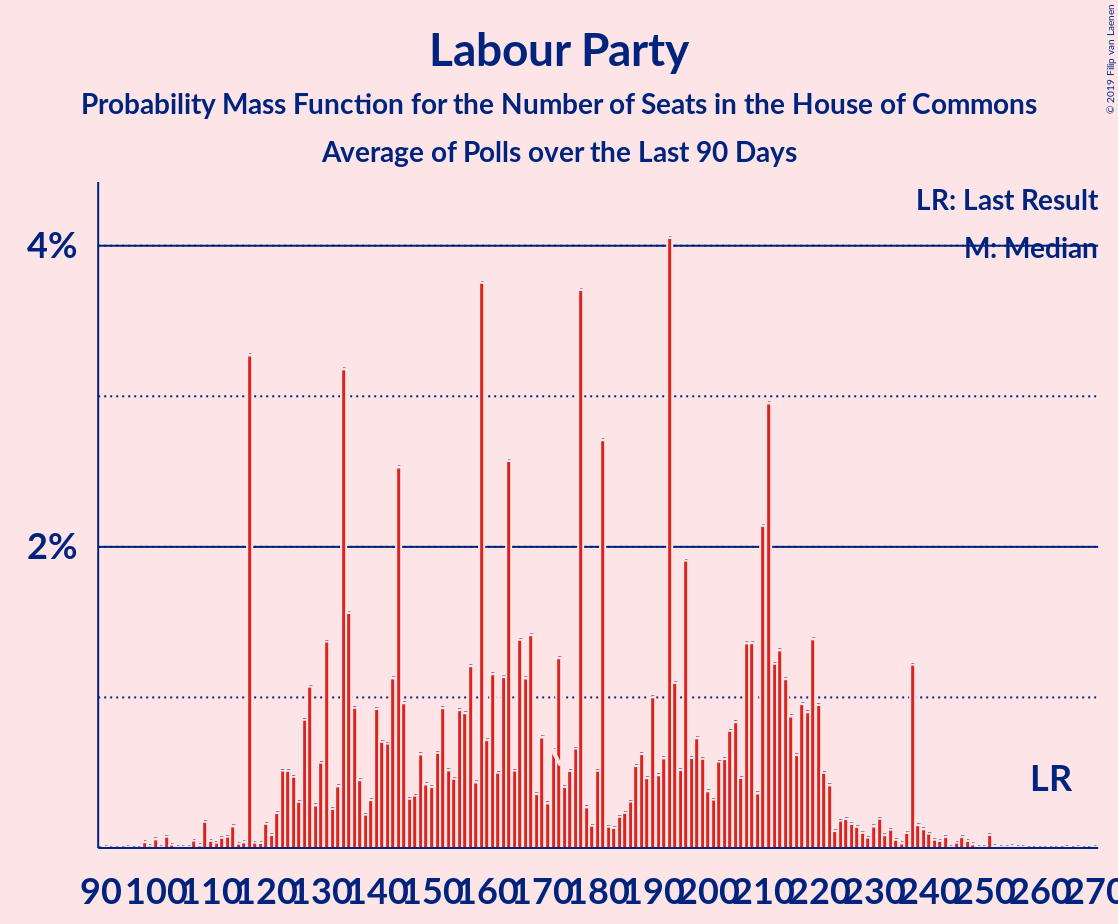 Labour Party
Probability Mass Function for the Number of Seats in the House of Commons
Average of Polls over the Last 90 Days
© 2019 Filip van Laenen
LR: Last Result
M: Median
4%
2%
LR
90 100 110 120 130 140 150 160 170 180 190 200 210 220 230 240 250 260 270